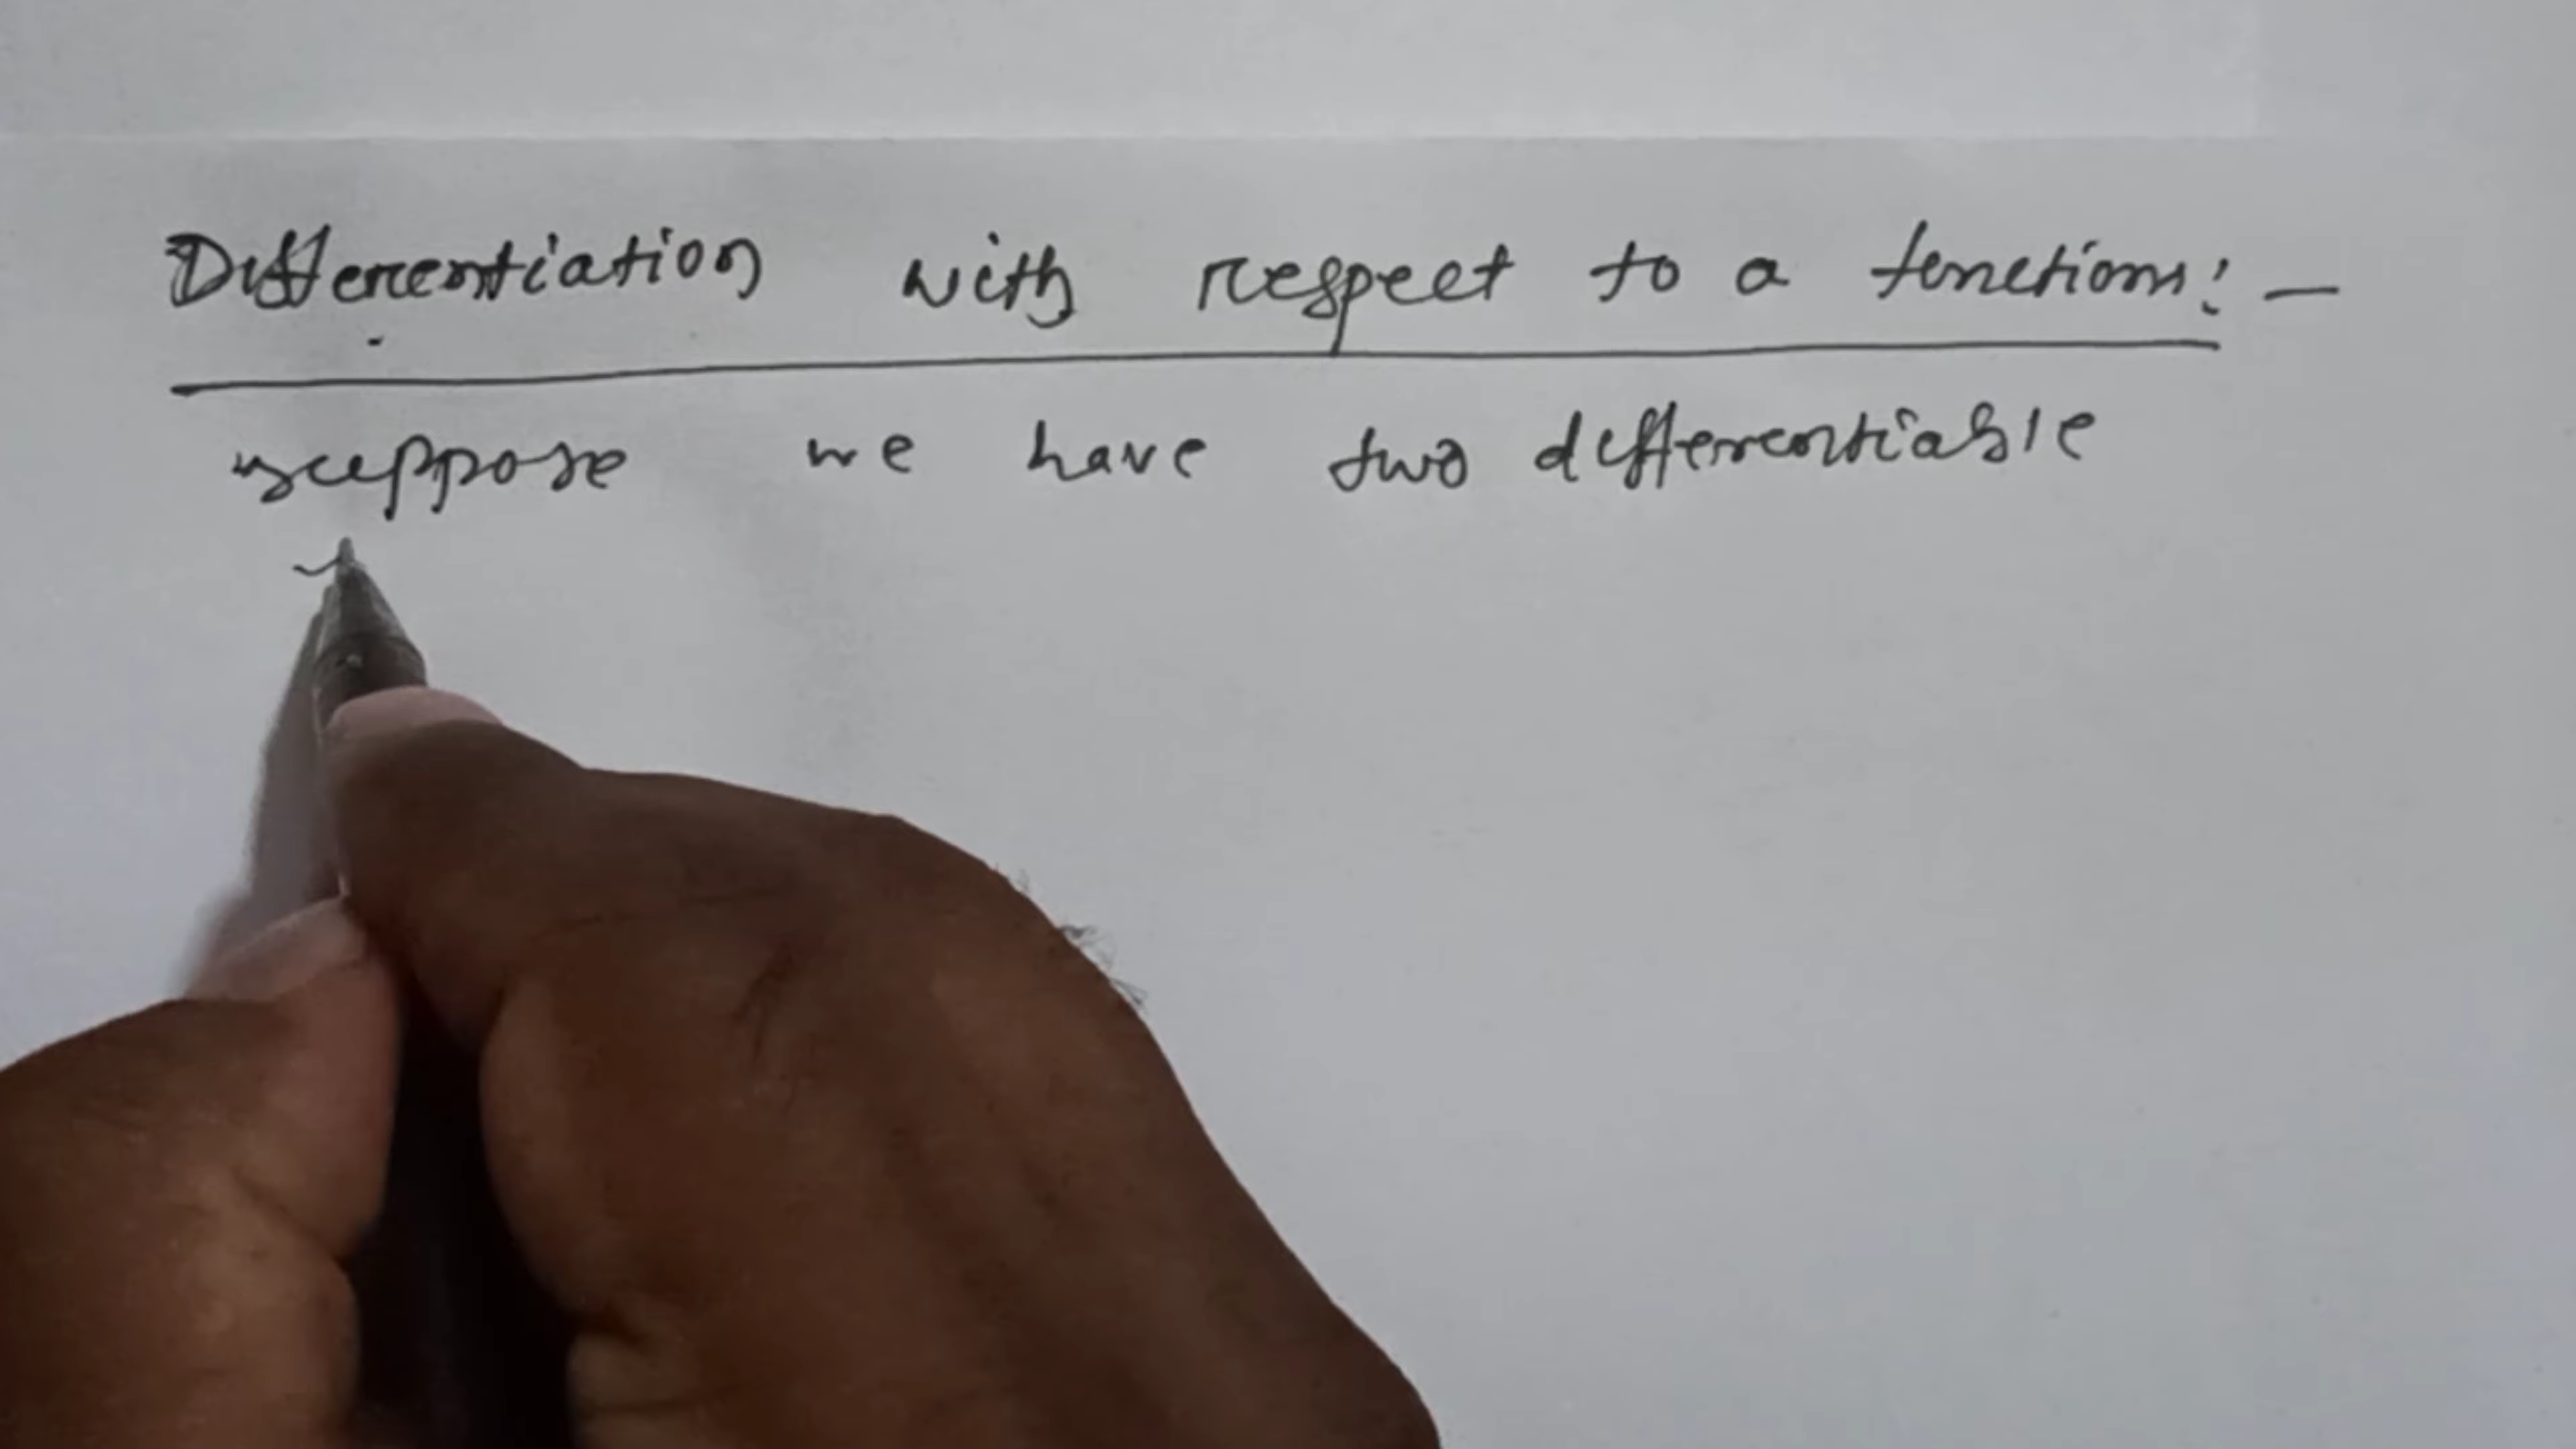 Differentiation with respect to a functions:-
suppose we have two differentiable